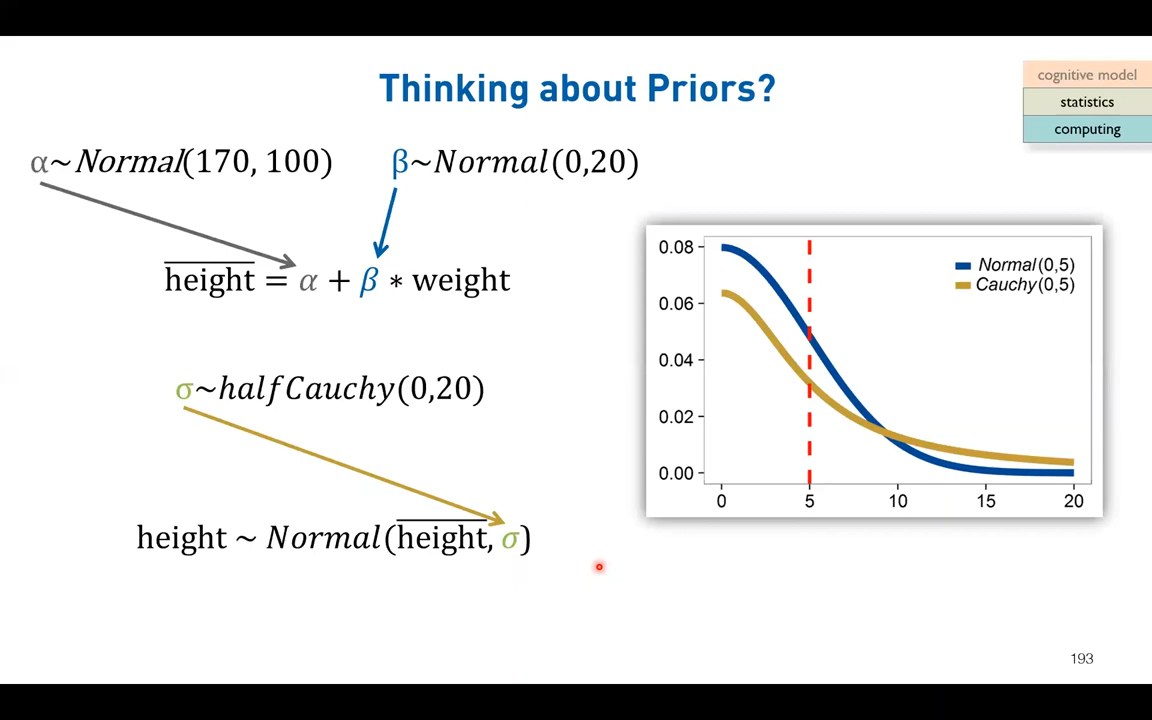 Thinking about Priors?
cognitive model
statistics
computing
α~Normal(170, 100)
β~Normal(0,20)
height = α + β ∗ weight
σ~halfCauchy(0,20)
height ~ Normal(height, σ)
0.08
0.06
0.04
0.02
0.00
0 5 10 15 20
Normal(0,5)
Cauchy(0,5)
193